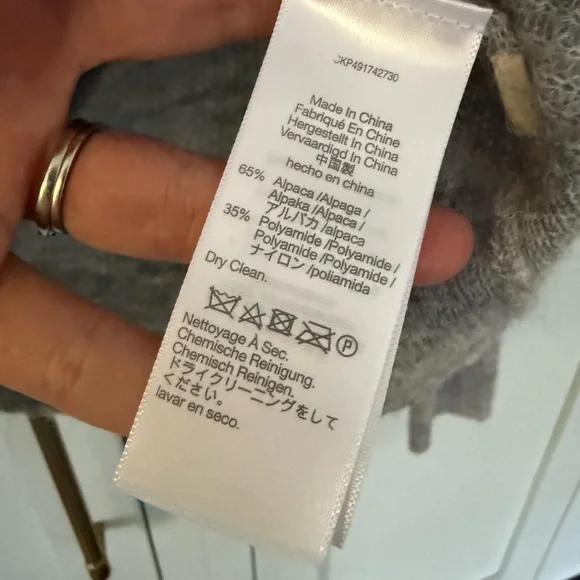 CKP491742730
Made In China
Fabriqué En Chine
Hergestellt In China
Vervaardigd In China
中国製
hecho en china
65% Alpaca /Alpaga /
Alpaka /Alpaca /
アルパカ /alpaca
35% Polyamide /Polyamide /
Polyamide /Polyamide /
ナイロン /poliamida
Dry Clean.
P
Nettoyage À Sec.
Chemische Reinigung.
Chemisch Reinigen.
ドライクリーニングをして
ください。
lavar en seco.